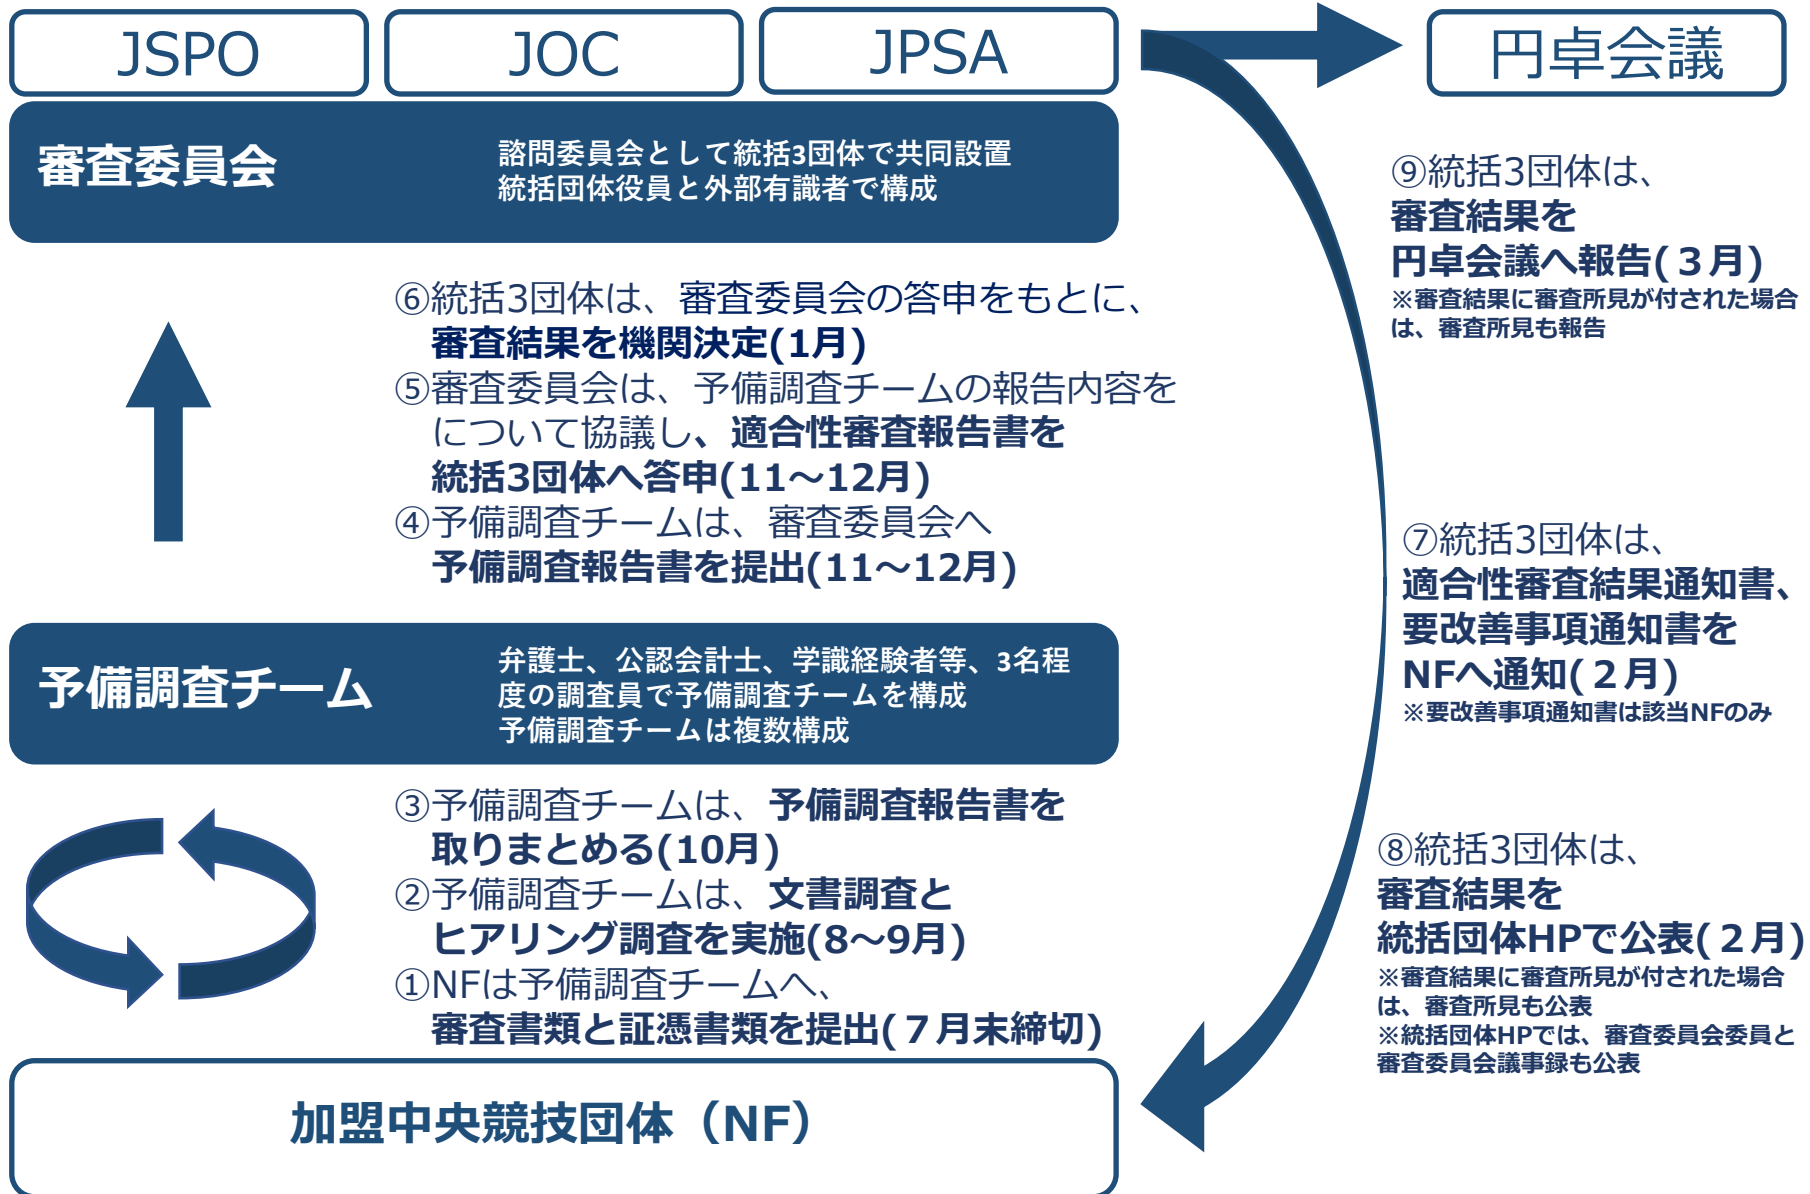 JSPO
JOC
JPSA
円卓会議
審査委員会
諮問委員会として統括3団体で共同設置
統括団体役員と外部有識者で構成
⑥統括3団体は、審査委員会の答申をもとに、
審査結果を機関決定(1月)
⑤審査委員会は、予備調査チームの報告内容を
について協議し、適合性審査報告書を
統括3団体へ答申(11～12月)
④予備調査チームは、審査委員会へ
予備調査報告書を提出(11～12月)
予備調査チーム
弁護士、公認会計士、学識経験者等、3名程
度の調査員で予備調査チームを構成
予備調査チームは複数構成
③予備調査チームは、予備調査報告書を
取りまとめる(10月)
②予備調査チームは、文書調査と
ヒアリング調査を実施(8～9月)
①NFは予備調査チームへ、
審査書類と証憑書類を提出(７月末締切)
加盟中央競技団体（NF）
⑨統括3団体は、
審査結果を
円卓会議へ報告(３月)
※審査結果に審査所見が付された場合
は、審査所見も報告
⑦統括3団体は、
適合性審査結果通知書、
要改善事項通知書を
NFへ通知(２月)
※要改善事項通知書は該当NFのみ
⑧統括3団体は、
審査結果を
統括団体HPで公表(２月)
※審査結果に審査所見が付された場合
は、審査所見も公表
※統括団体HPでは、審査委員会委員と
審査委員会議事録も公表